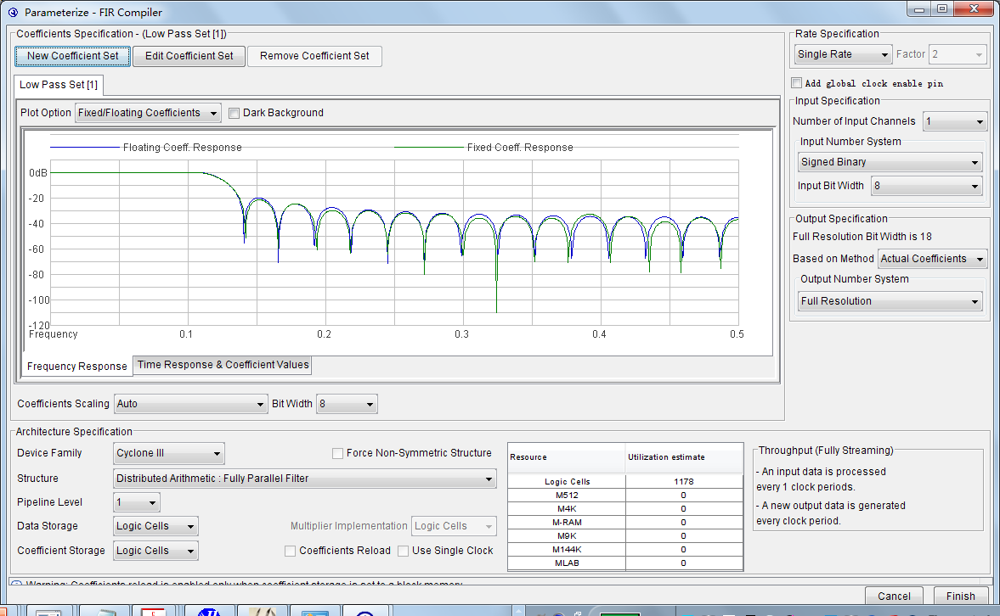 Parameterize - FIR Compiler
Coefficients Specification - (Low Pass Set [1])
New Coefficient Set
Edit Coefficient Set
Remove Coefficient Set
Low Pass Set [1]
Plot Option
Fixed/Floating Coefficients
Dark Background
Floating Coeff. Response
Fixed Coeff. Response
0dB
-20
-40
-60
-80
-100
-120
Frequency
0.1
0.2
0.3
0.4
0.5
Frequency Response
Time Response & Coefficient Values
Coefficients Scaling
Auto
Bit Width
8
Rate Specification
Single Rate
Factor
2
Add global clock enable pin
Input Specification
Number of Input Channels
1
Input Number System
Signed Binary
Input Bit Width
8
Output Specification
Full Resolution Bit Width is 18
Based on Method
Actual Coefficients
Output Number System
Full Resolution
Architecture Specification
Device Family
Cyclone III
Force Non-Symmetric Structure
Structure
Distributed Arithmetic : Fully Parallel Filter
Pipeline Level
1
Data Storage
Logic Cells
Multiplier Implementation
Logic Cells
Coefficient Storage
Logic Cells
Coefficients Reload
Use Single Clock
Resource Utilization estimate
Logic Cells 1178
M512 0
M4K 0
M-RAM 0
M9K 0
M144K 0
MLAB 0
Throughput (Fully Streaming)
- An input data is processed
every 1 clock periods.
- A new output data is generated
every clock period.
Warning: Coefficients reload is enabled only when coefficient storage is set to a block memory
Cancel
Finish